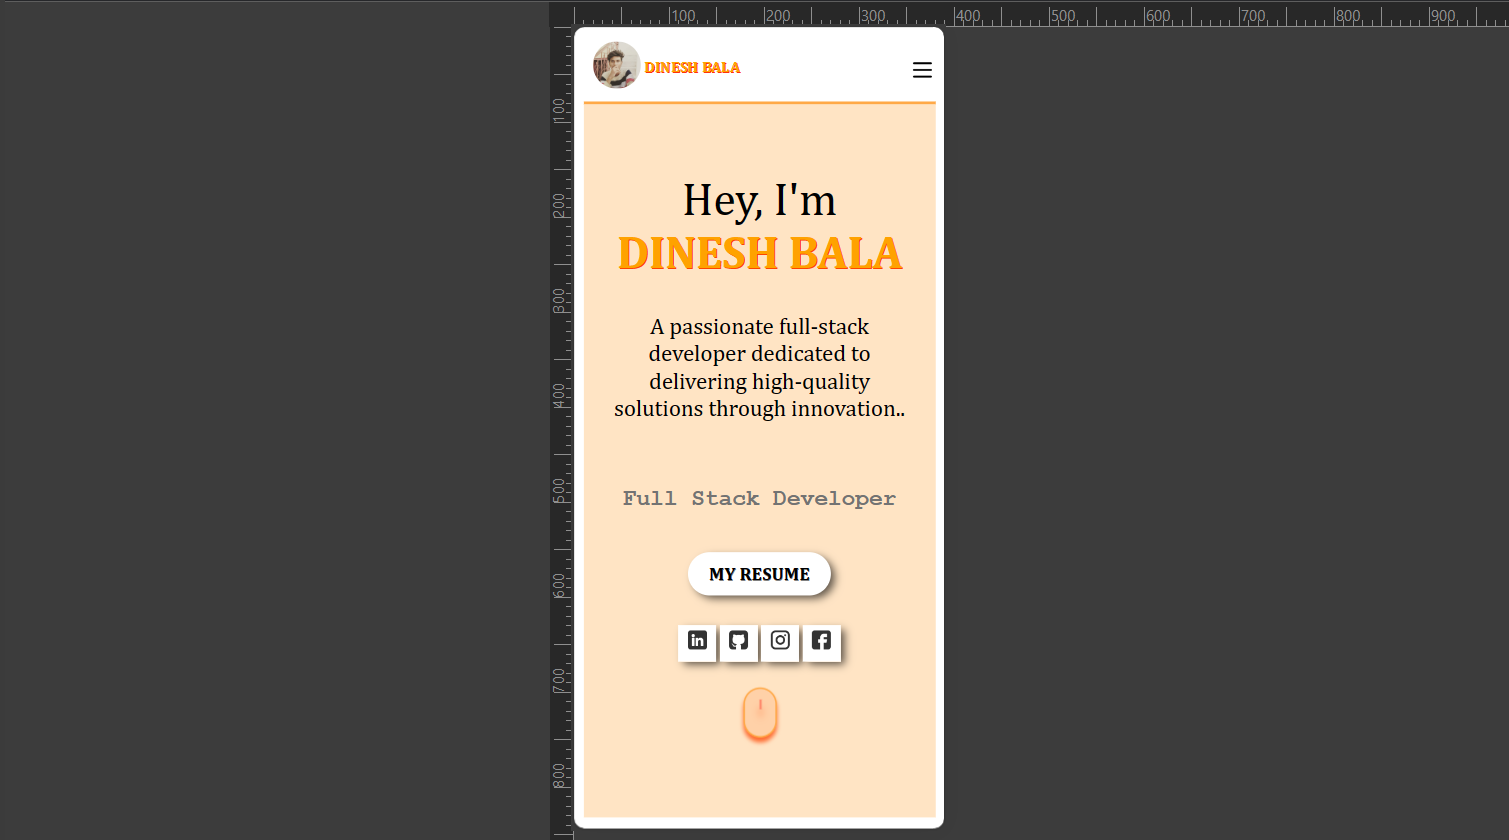 100 200 300 400 500 600 700 800 900
DINESH BALA
100
200
300
400
500
600
700
800
Hey, I'm
DINESH BALA
A passionate full-stack
developer dedicated to
delivering high-quality
solutions through innovation..
Full Stack Developer
MY RESUME
in